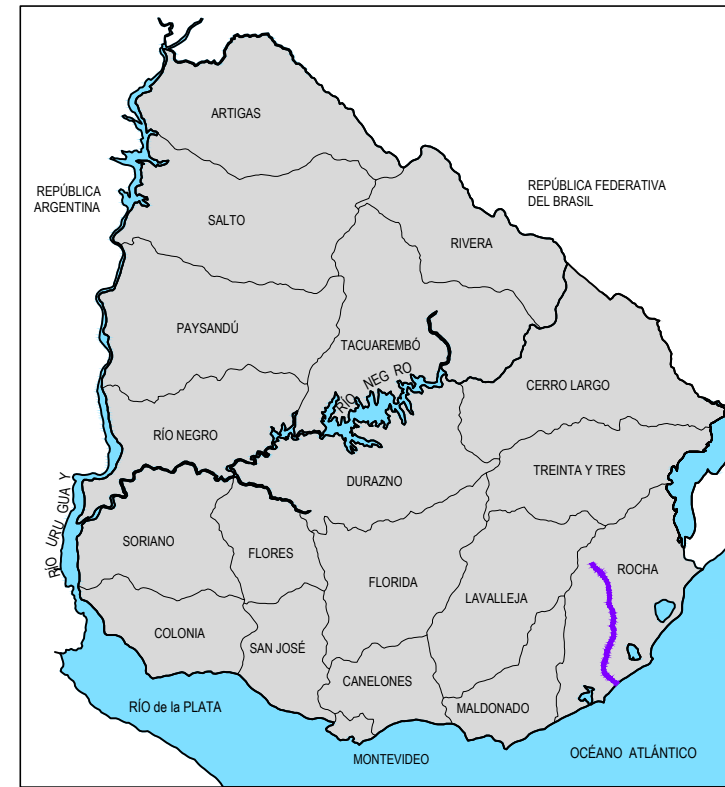 ARTIGAS
REPÚBLICA
ARGENTINA
REPÚBLICA FEDERATIVA
DEL BRASIL
SALTO
RIVERA
PAYSANDÚ
TACUAREMBÓ
RÍO NEG RO
CERRO LARGO
RÍO NEGRO
DURAZNO
TREINTA Y TRES
RÍO URU GUA Y
SORIANO
FLORES
FLORIDA
LAVALLEJA
ROCHA
COLONIA
SAN JOSÉ
CANELONES
MALDONADO
RÍO de la PLATA
MONTEVIDEO
OCÉANO ATLÁNTICO